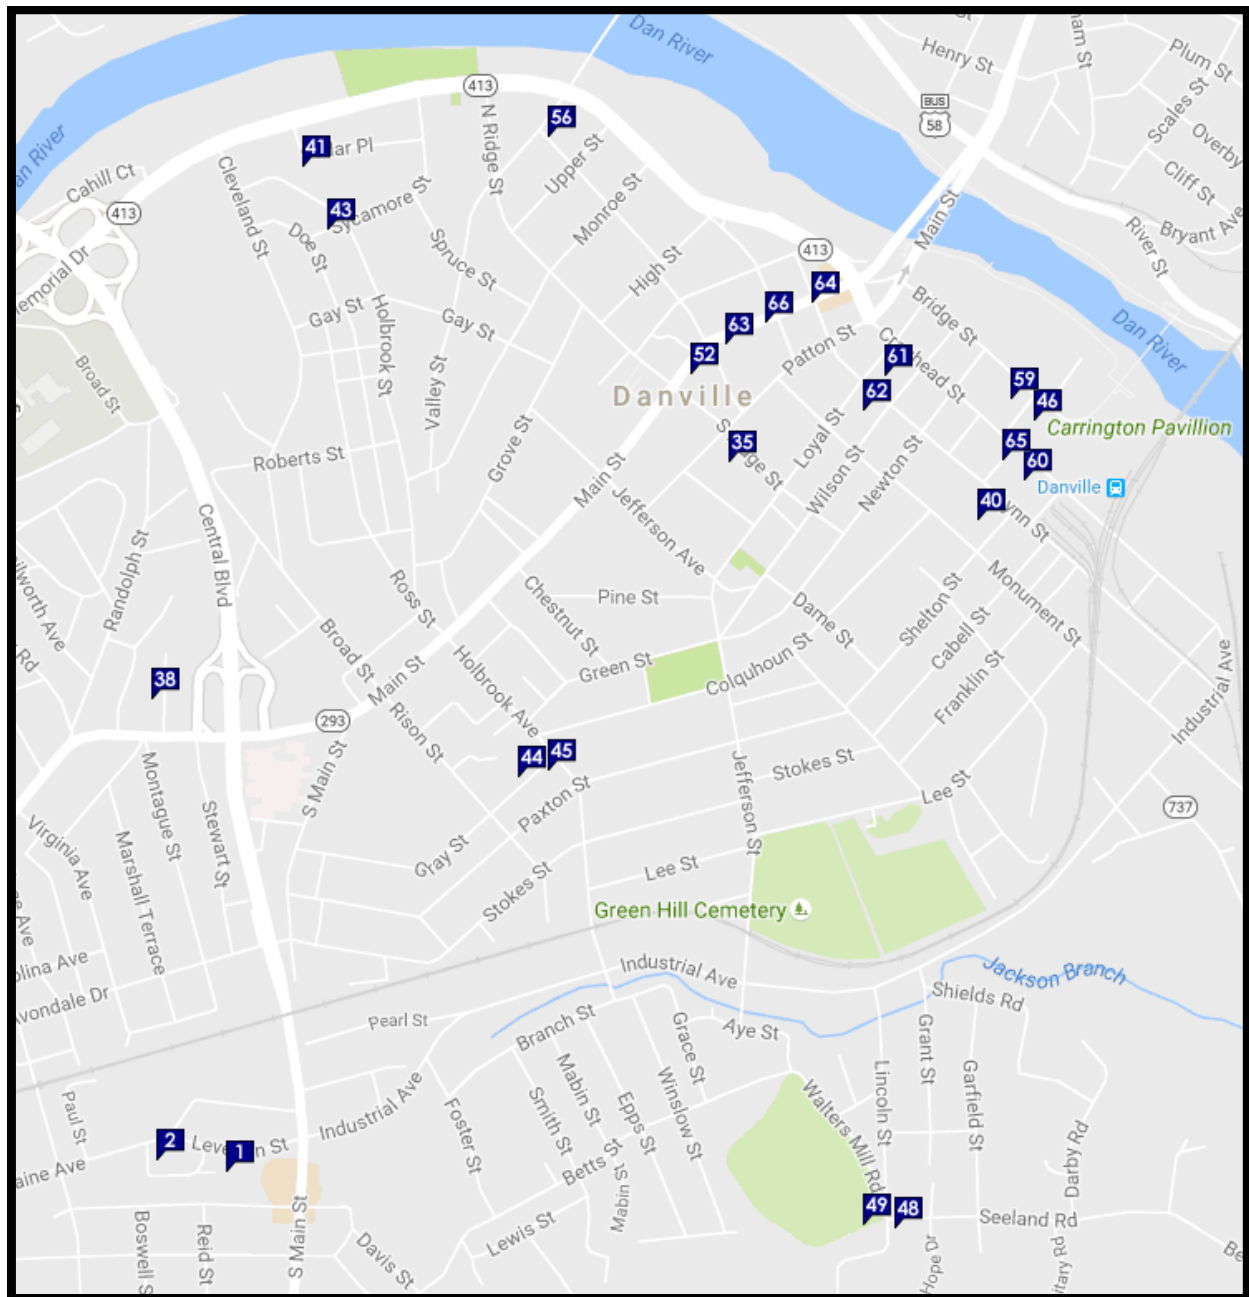 Dan River
Henry St
Plum St
BUS
58
Scales St
Overby
Cliff St
Bryant Ave
River St
Main St
413
N Ridge St
56
41
Upper St
Monroe St
Cahill Ct
413
Cleveland St
43
Sycamore St
Doe St
Spruce St
High St
413
64
66
63
52
Bridge St
Dan River
Gay St
Gay St
Holbrook St
Valley St
Patton St
61
62
59
46
Danville
Carrington Pavillion
Broad St
Grove St
35
Loyal St
Wilson St
Newton St
65
60
Danville
40
Roberts St
Main St
Jefferson Ave
Central Blvd
Randolph St
Ross St
Chestnut St
Pine St
Dame St
Monument St
Shelton St
Cabell St
Franklin St
Industrial Ave
Broad St
Main St
Holbrook Ave
Green St
Colquhoun St
38
293
Rison St
44
45
S Main St
Montague St
Stewart St
Paxton St
Jefferson St
Stokes St
Lee St
737
Virginia Ave
Marshall Terrace
Gray St
Stokes St
Lee St
Green Hill Cemetery
Industrial Ave
Jackson Branch
Shields Rd
Avondale Dr
Pearl St
Branch St
Grace St
Aye St
Grant St
Lincoln St
Garfield St
Industrial Ave
Foster St
Mabin St
Smith St
Epps St
Winslow St
Walters Mill Rd
Darby Rd
Paul St
2
1
Betts St
Mabin St
Lewis St
49
48
Seeland Rd
Boswell S
Reid St
S Main St
Davis St
Hope Dr